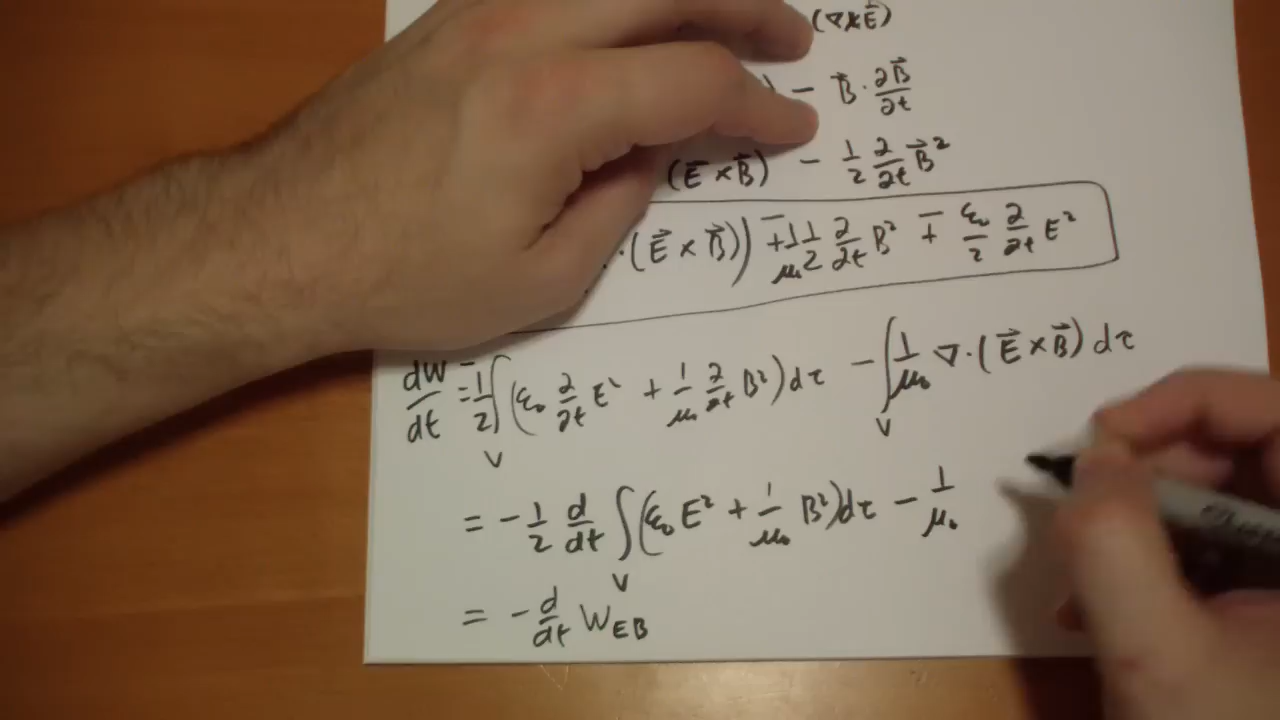 (∇×E⃗)
− B⃗·∂B⃗/∂t
(E⃗×B⃗) − 1/2 ∂/∂t B⃗²
·(E⃗×B⃗)) ∓ 1/μ₀ 1/2 ∂/∂t B² ∓ ε₀/2 ∂/∂t E²
dW/dt = −1/2 ∫_V (ε₀ ∂/∂t E² + 1/μ₀ ∂/∂t B²) dτ − ∫_V 1/μ₀ ∇·(E⃗×B⃗) dτ
= −1/2 d/dt ∫_V (ε₀ E² + 1/μ₀ B²) dτ − 1/μ₀
= −d/dt W_EB